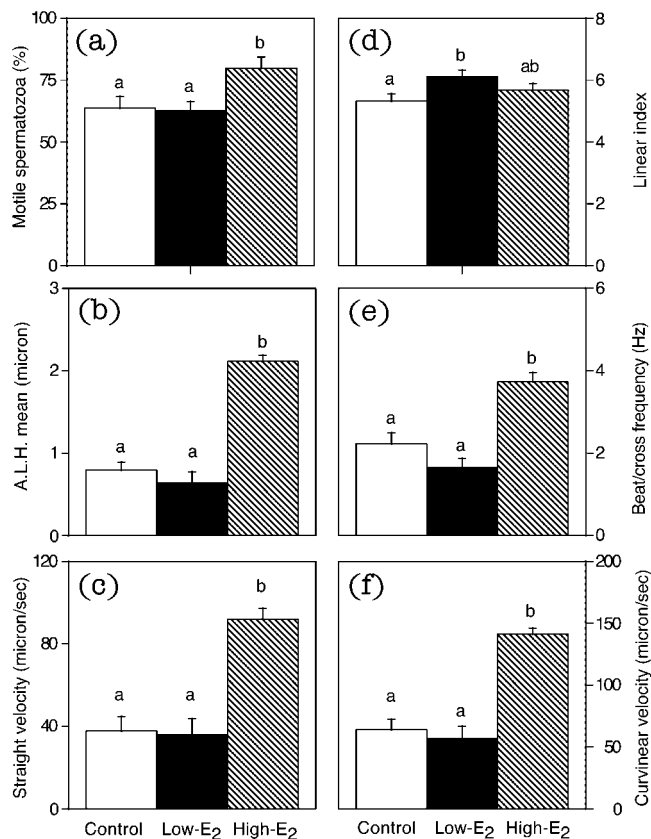 (a)
Motile spermatozoa (%)
100
75
50
25
0
a
a
b
(d)
Linear index
8
6
4
2
0
a
b
ab
(b)
A.L.H. mean (micron)
3
2
1
0
a
a
b
(e)
Beat/cross frequency (Hz)
6
4
2
0
a
a
b
(c)
Straight velocity (micron/sec)
120
80
40
0
a
a
b
Control Low-E2 High-E2
(f)
Curvinear velocity (micron/sec)
200
150
100
50
0
a
a
b
Control Low-E2 High-E2